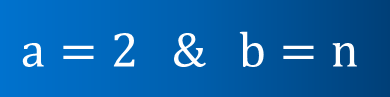 a = 2 & b = n